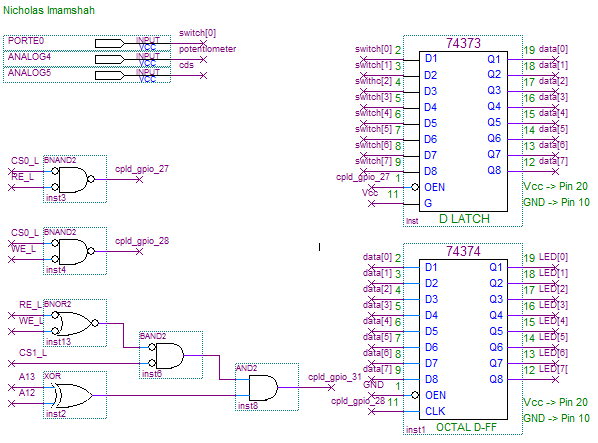 Nicholas Imamshah
PORTE0 INPUT VCC switch[0]
ANALOG4 INPUT VCC potentiometer
ANALOG5 INPUT VCC cds
74373
switch[0] 2 D1 Q1 19 data[0]
switch[1] 3 D2 Q2 18 data[1]
swithc[2] 4 D3 Q3 17 data[2]
switch[3] 5 D4 Q4 16 data[3]
switch[4] 6 D5 Q5 15 data[4]
switch[5] 7 D6 Q6 14 data[5]
switch[6] 8 D7 Q7 13 data[6]
switch[7] 9 D8 Q8 12 data[7]
cpld_gpio_27 1 OEN
Vcc 11 G
inst D LATCH
Vcc -> Pin 20
GND -> Pin 10
BNAND2
CS0_L
RE_L
cpld_gpio_27
inst3
BNAND2
CS0_L
WE_L
cpld_gpio_28
inst4
74374
data[0] 2 D1 Q1 19 LED[0]
data[1] 3 D2 Q2 18 LED[1]
data[2] 4 D3 Q3 17 LED[2]
data[3] 5 D4 Q4 16 LED[3]
data[4] 6 D5 Q5 15 LED[4]
data[5] 7 D6 Q6 14 LED[5]
data[6] 8 D7 Q7 13 LED[6]
data[7] 9 D8 Q8 12 LED[7[
GND 1 OEN
cpld_gpio_28 11 CLK
inst1 OCTAL D-FF
Vcc -> Pin 20
GND -> Pin 10
BNOR2
RE_L
WE_L
inst13
BAND2
CS1_L
inst6
XOR
A13
A12
inst2
AND2
cpld_gpio_31
inst8